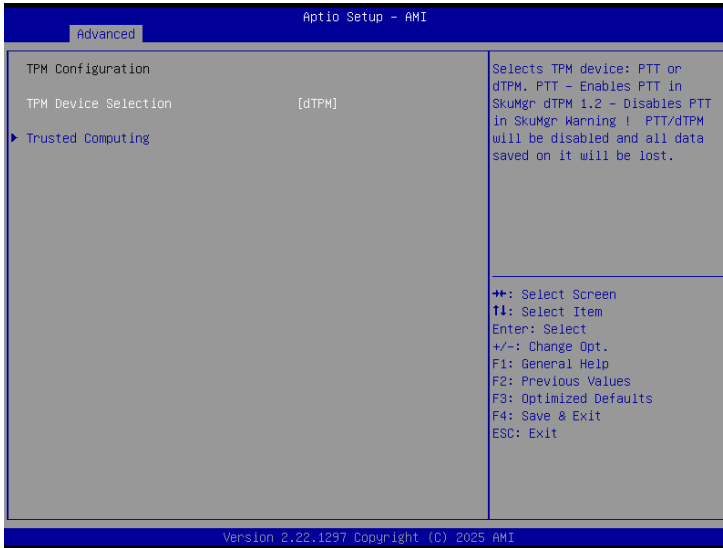 Aptio Setup - AMI
Advanced
TPM Configuration
TPM Device Selection [dTPM]
Trusted Computing
Selects TPM device: PTT or
dTPM. PTT - Enables PTT in
SkuMgr dTPM 1.2 - Disables PTT
in SkuMgr Warning ! PTT/dTPM
will be disabled and all data
saved on it will be lost.
→←: Select Screen
↑↓: Select Item
Enter: Select
+/-: Change Opt.
F1: General Help
F2: Previous Values
F3: Optimized Defaults
F4: Save & Exit
ESC: Exit
Version 2.22.1297 Copyright (C) 2025 AMI